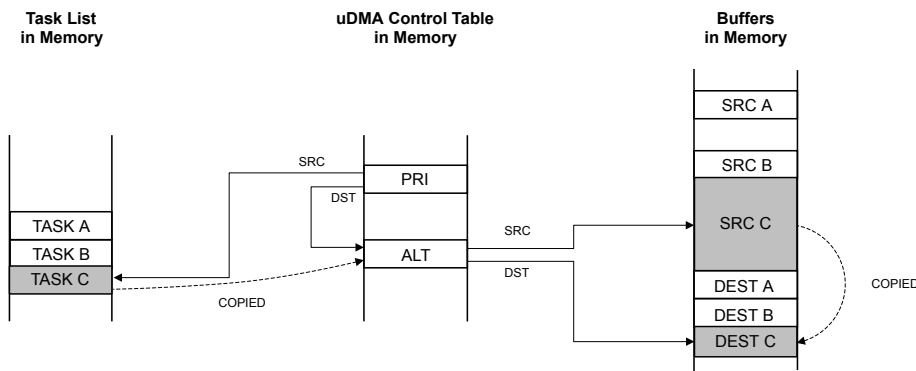 Task List
in Memory
uDMA Control Table
in Memory
Buffers
in Memory
SRC A
SRC B
SRC
PRI
DST
SRC C
TASK A
TASK B
TASK C
ALT
SRC
DST
COPIED
COPIED
DEST A
DEST B
DEST C